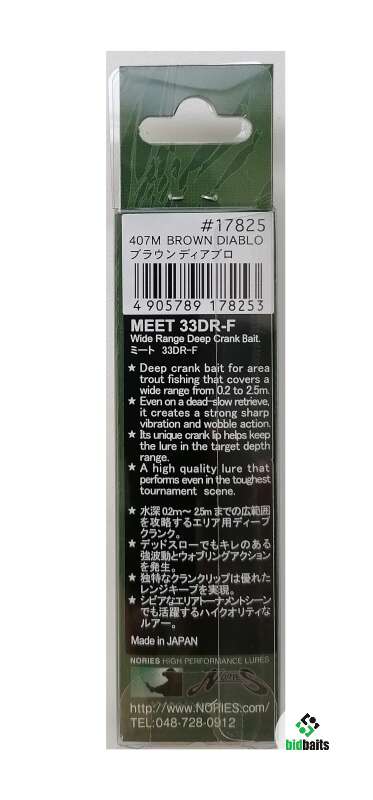 #17825
407M BROWN DIABLO
ブラウンディアブロ
4 905789 178253
MEET 33DR-F
Wide Range Deep Crank Bait.
ミート 33DR-F
★ Deep crank bait for area
trout fishing that covers a
wide range from 0.2 to 2.5m.
★ Even on a dead-slow retrieve,
it creates a strong sharp
vibration and wobble action.
★ Its unique crank lip helps keep
the lure in the target depth
range.
★ A high quality lure that
performs even in the toughest
tournament scene.
★ 水深0.2m～2.5mまでの広範囲
を攻略するエリア用ディープ
クランク。
★ デッドスローでもキレのある
強波動とウォブリングアクション
を発生。
★ 独特なクランクリップは優れた
レンジキープを実現。
★ シビアなエリアトーナメントシーン
でも活躍するハイクオリティな
ルアー。
Made in JAPAN
NORIES HIGH PERFORMANCE LURES
NORIES
http://www.NORIES.com/
TEL:048-728-0912
bidbaits